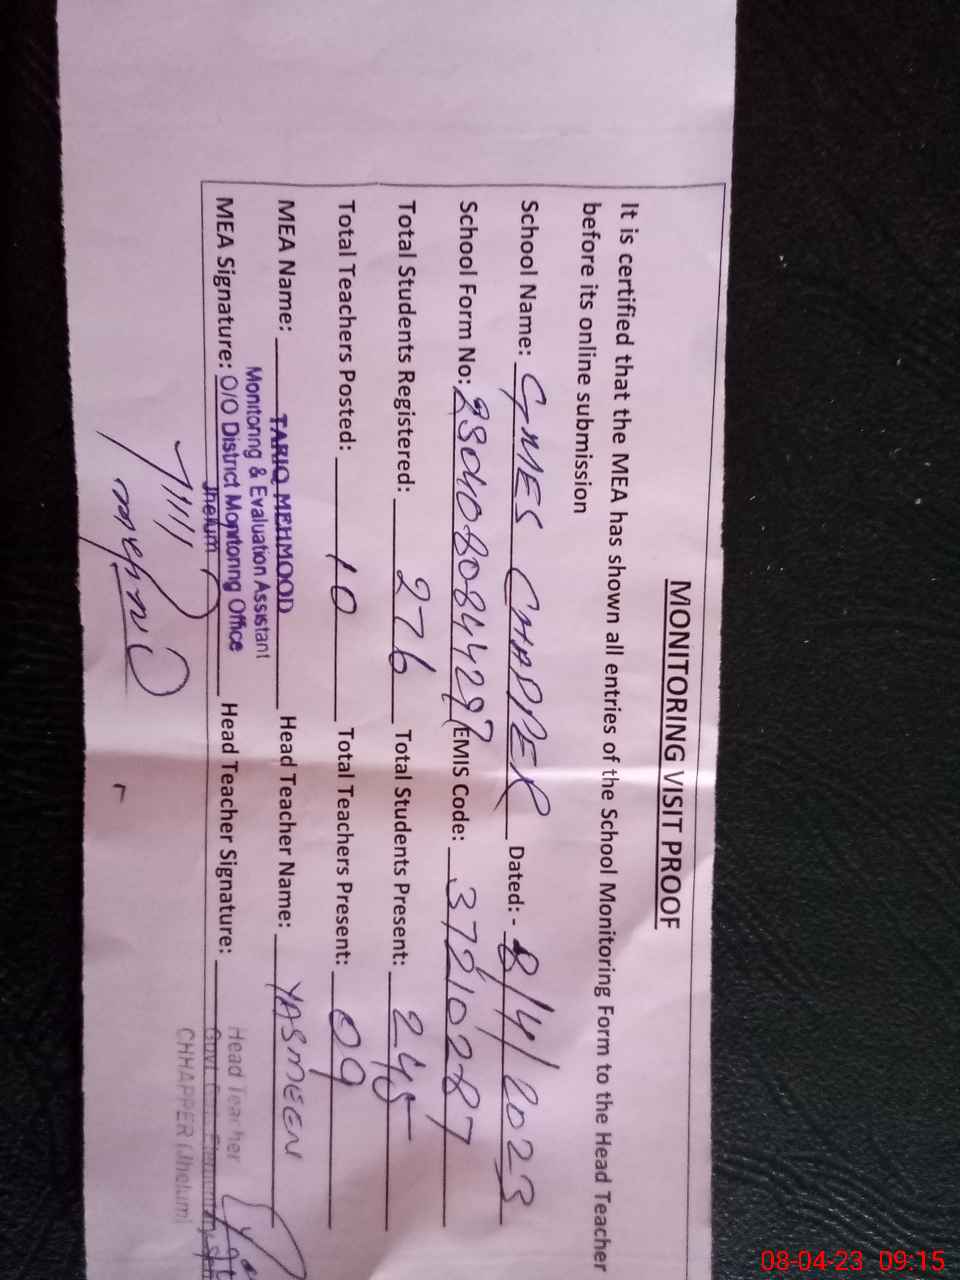 MONITORING VISIT PROOF
It is certified that the MEA has shown all entries of the School Monitoring Form to the Head Teacher
before its online submission
School Name: GMES CHAPPER Dated: - 8/4/2023
School Form No: EMIS Code: 37210287
Total Students Registered: 276 Total Students Present: 245
Total Teachers Posted: 10 Total Teachers Present: 09
MEA Name: TARIQ MEHMOOD Head Teacher Name: YASMEEN
Monitoring & Evaluation Assistant
MEA Signature: O/O District Monitoring Office Head Teacher Signature:
Jhelum
Head Teacher
CHHAPPER (Jhelum)
08-04-23 09:15